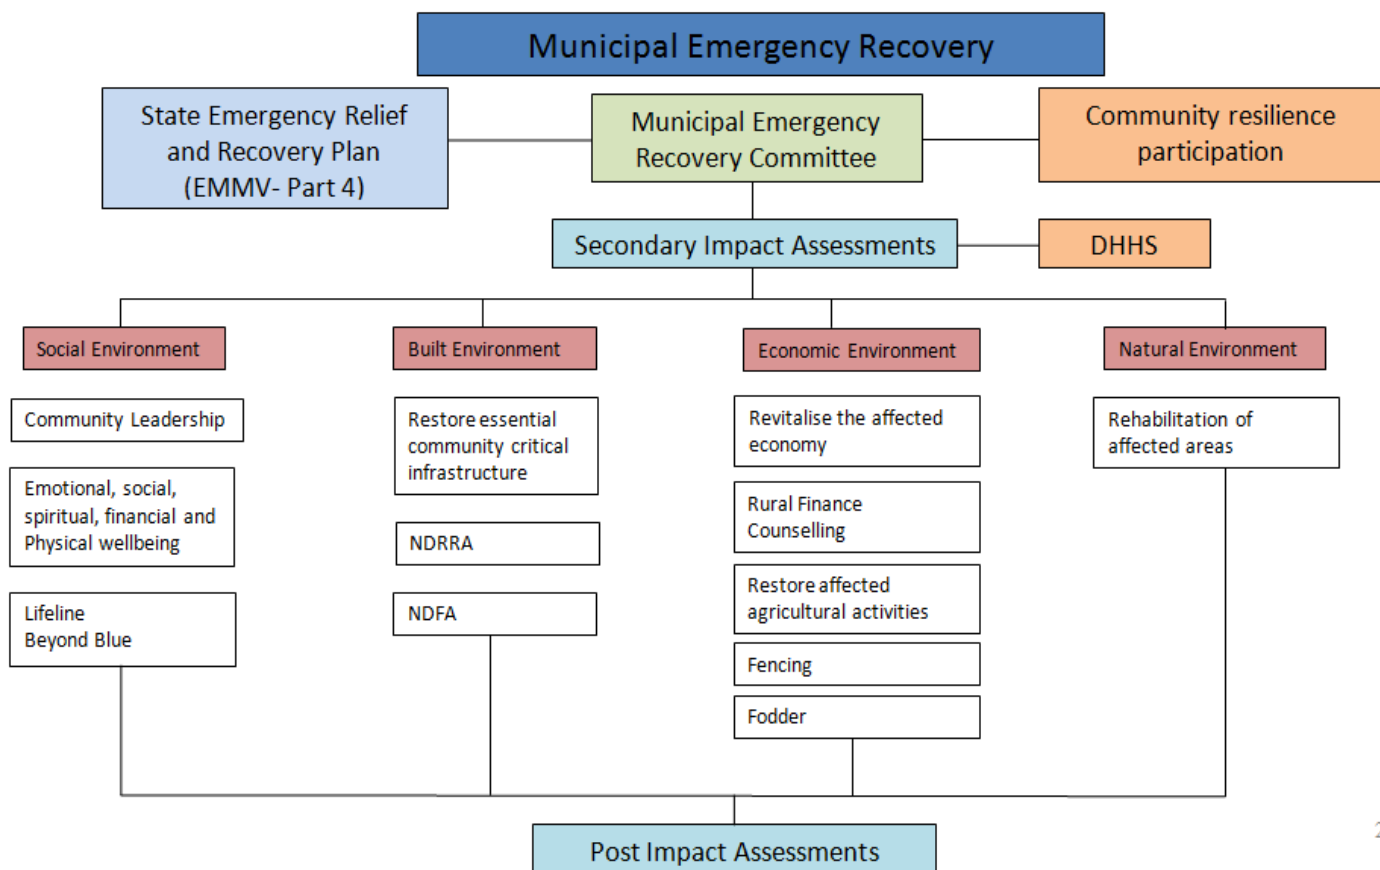 Municipal Emergency Recovery
State Emergency Relief
and Recovery Plan
(EMMV- Part 4)
Municipal Emergency
Recovery Committee
Community resilience
participation
Secondary Impact Assessments
DHHS
Social Environment
Built Environment
Economic Environment
Natural Environment
Community Leadership
Emotional, social,
spiritual, financial and
Physical wellbeing
Lifeline
Beyond Blue
Restore essential
community critical
infrastructure
NDRRA
NDFA
Revitalise the affected
economy
Rural Finance
Counselling
Restore affected
agricultural activities
Fencing
Fodder
Rehabilitation of
affected areas
Post Impact Assessments